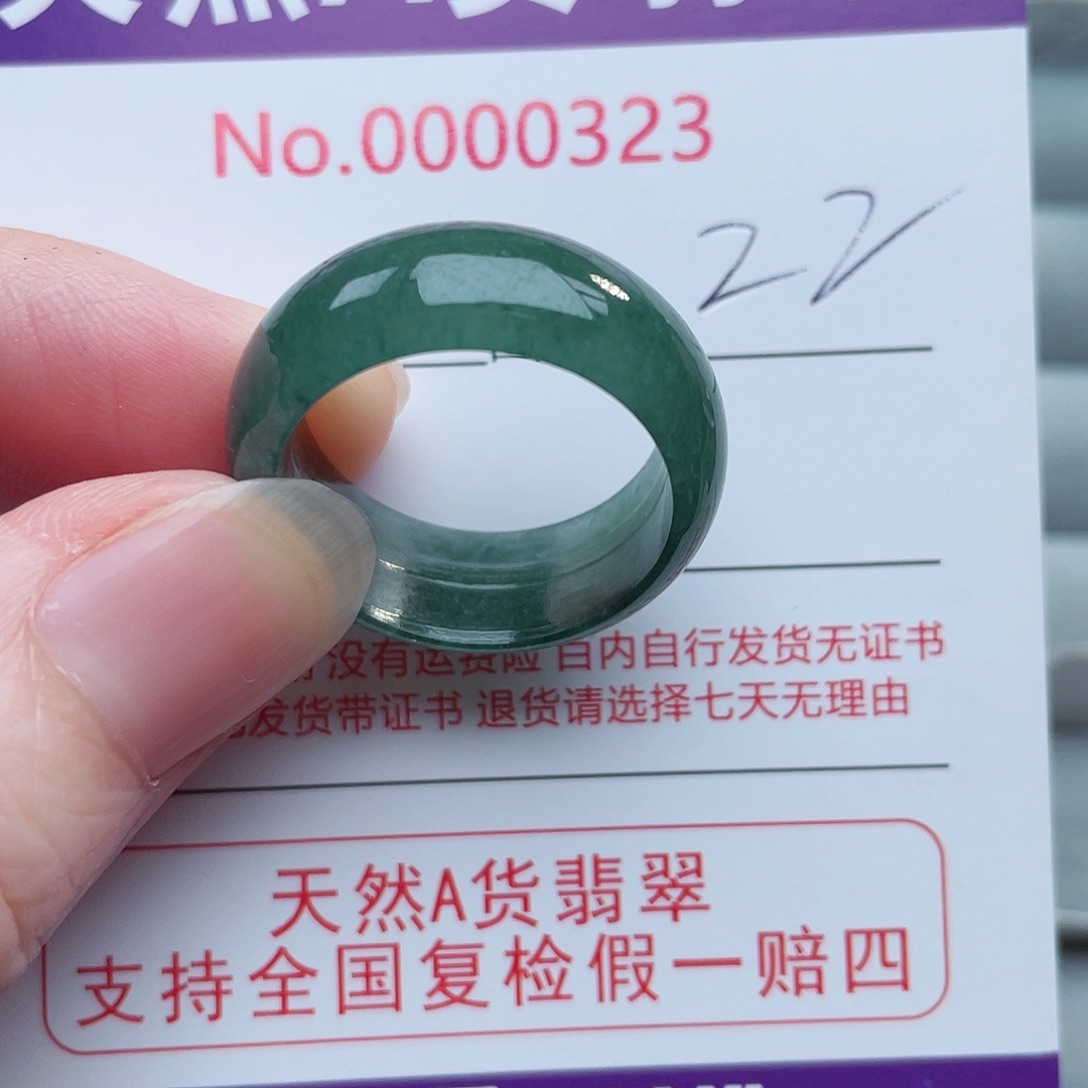 No.0000323
22
没有运费险 白内自行发货无证书
发货带证书 退货请选择七天无理由
天然A货翡翠
支持全国复检假一赔四